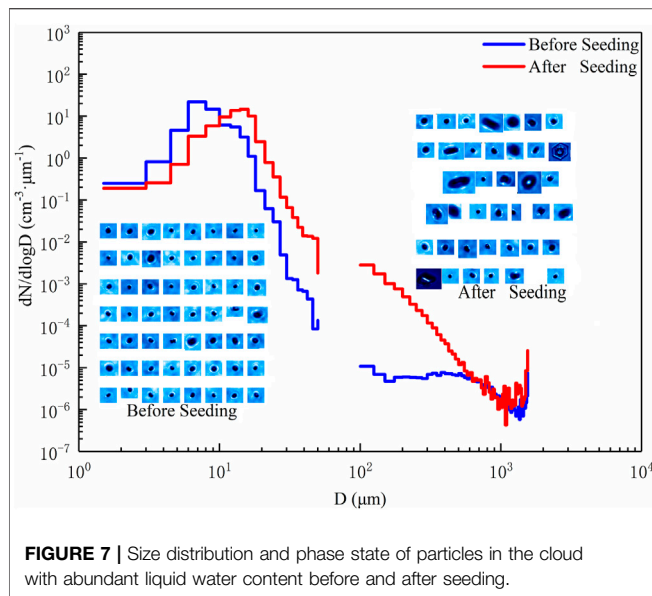 10³
10²
10¹
10⁰
10⁻¹
10⁻²
10⁻³
10⁻⁴
10⁻⁵
10⁻⁶
10⁻⁷
dN/dlogD (cm⁻³·μm⁻¹)
Before Seeding
After Seeding
Before Seeding
After Seeding
10⁰ 10¹ 10² 10³ 10⁴
D (μm)
FIGURE 7 | Size distribution and phase state of particles in the cloud
with abundant liquid water content before and after seeding.